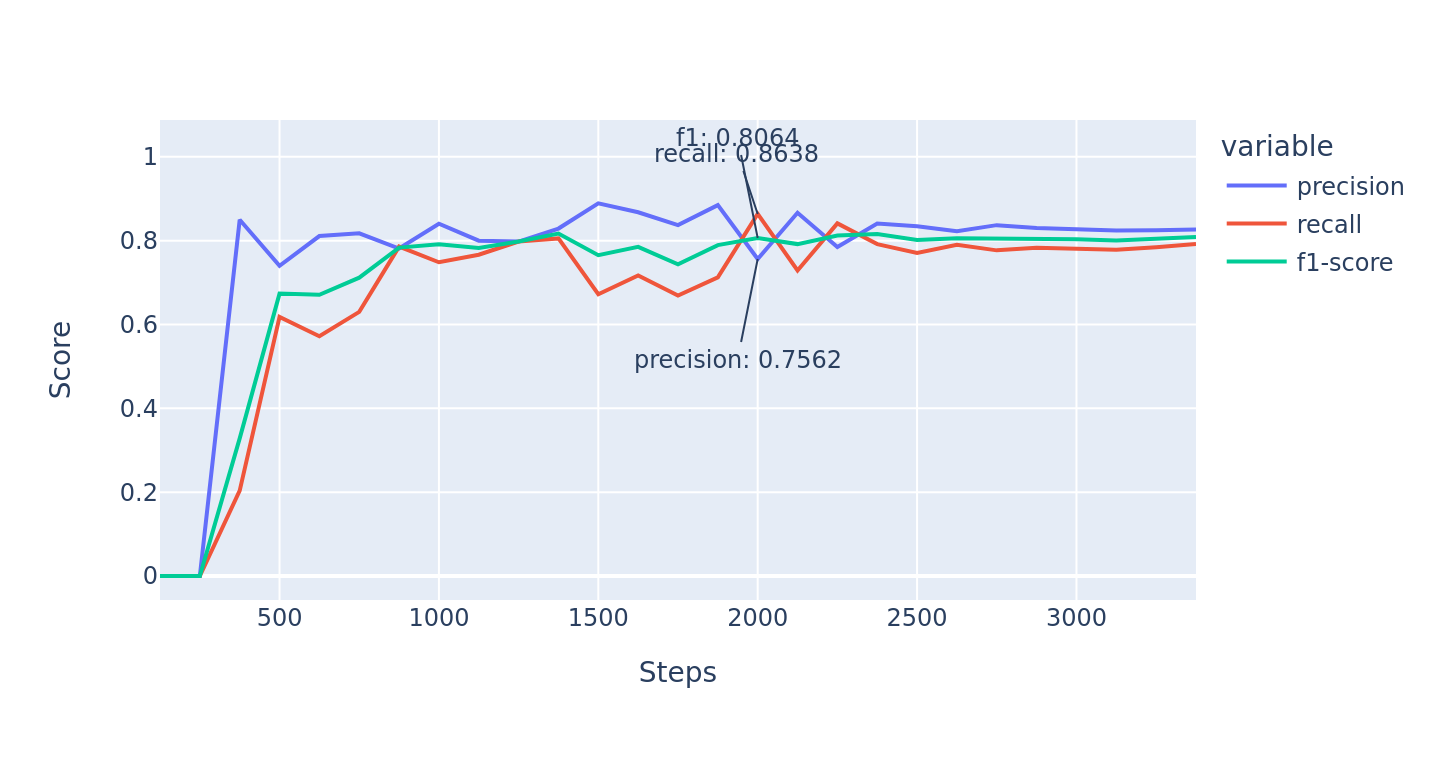 f1: 0.8064
recall: 0.8638
precision: 0.7562
1
0.8
0.6
0.4
0.2
0
Score
500 1000 1500 2000 2500 3000
Steps
variable
precision
recall
f1-score